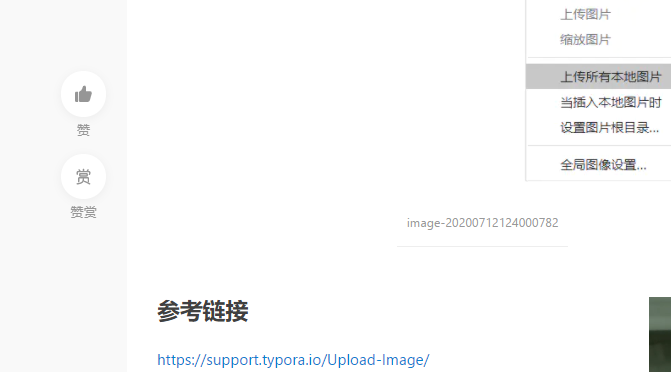 上传图片
缩放图片
上传所有本地图片
当插入本地图片时
设置图片根目录...
全局图像设置...
赞
赏
赞赏
image-20200712124000782
参考链接
https://support.typora.io/Upload-Image/